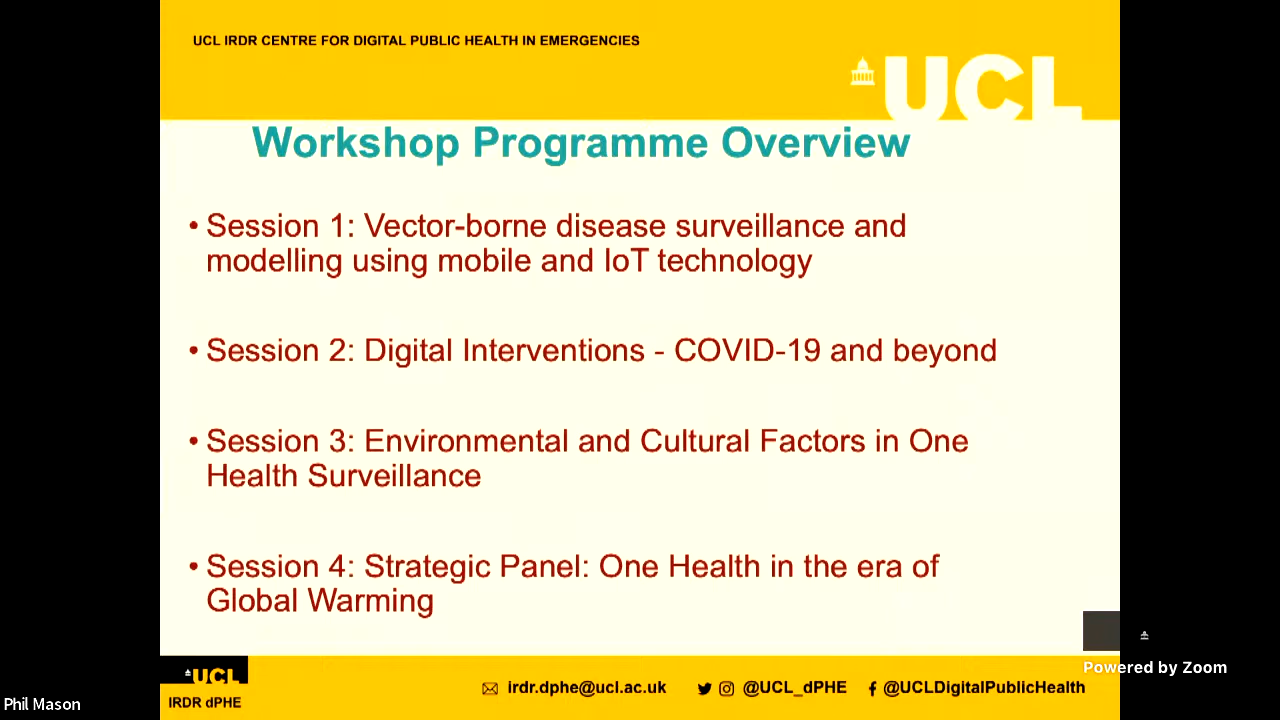 UCL IRDR CENTRE FOR DIGITAL PUBLIC HEALTH IN EMERGENCIES
UCL
Workshop Programme Overview
• Session 1: Vector-borne disease surveillance and
modelling using mobile and IoT technology
• Session 2: Digital Interventions - COVID-19 and beyond
• Session 3: Environmental and Cultural Factors in One
Health Surveillance
• Session 4: Strategic Panel: One Health in the era of
Global Warming
UCL
IRDR dPHE
irdr.dphe@ucl.ac.uk
@UCL_dPHE
@UCLDigitalPublicHealth
Powered by Zoom
Phil Mason